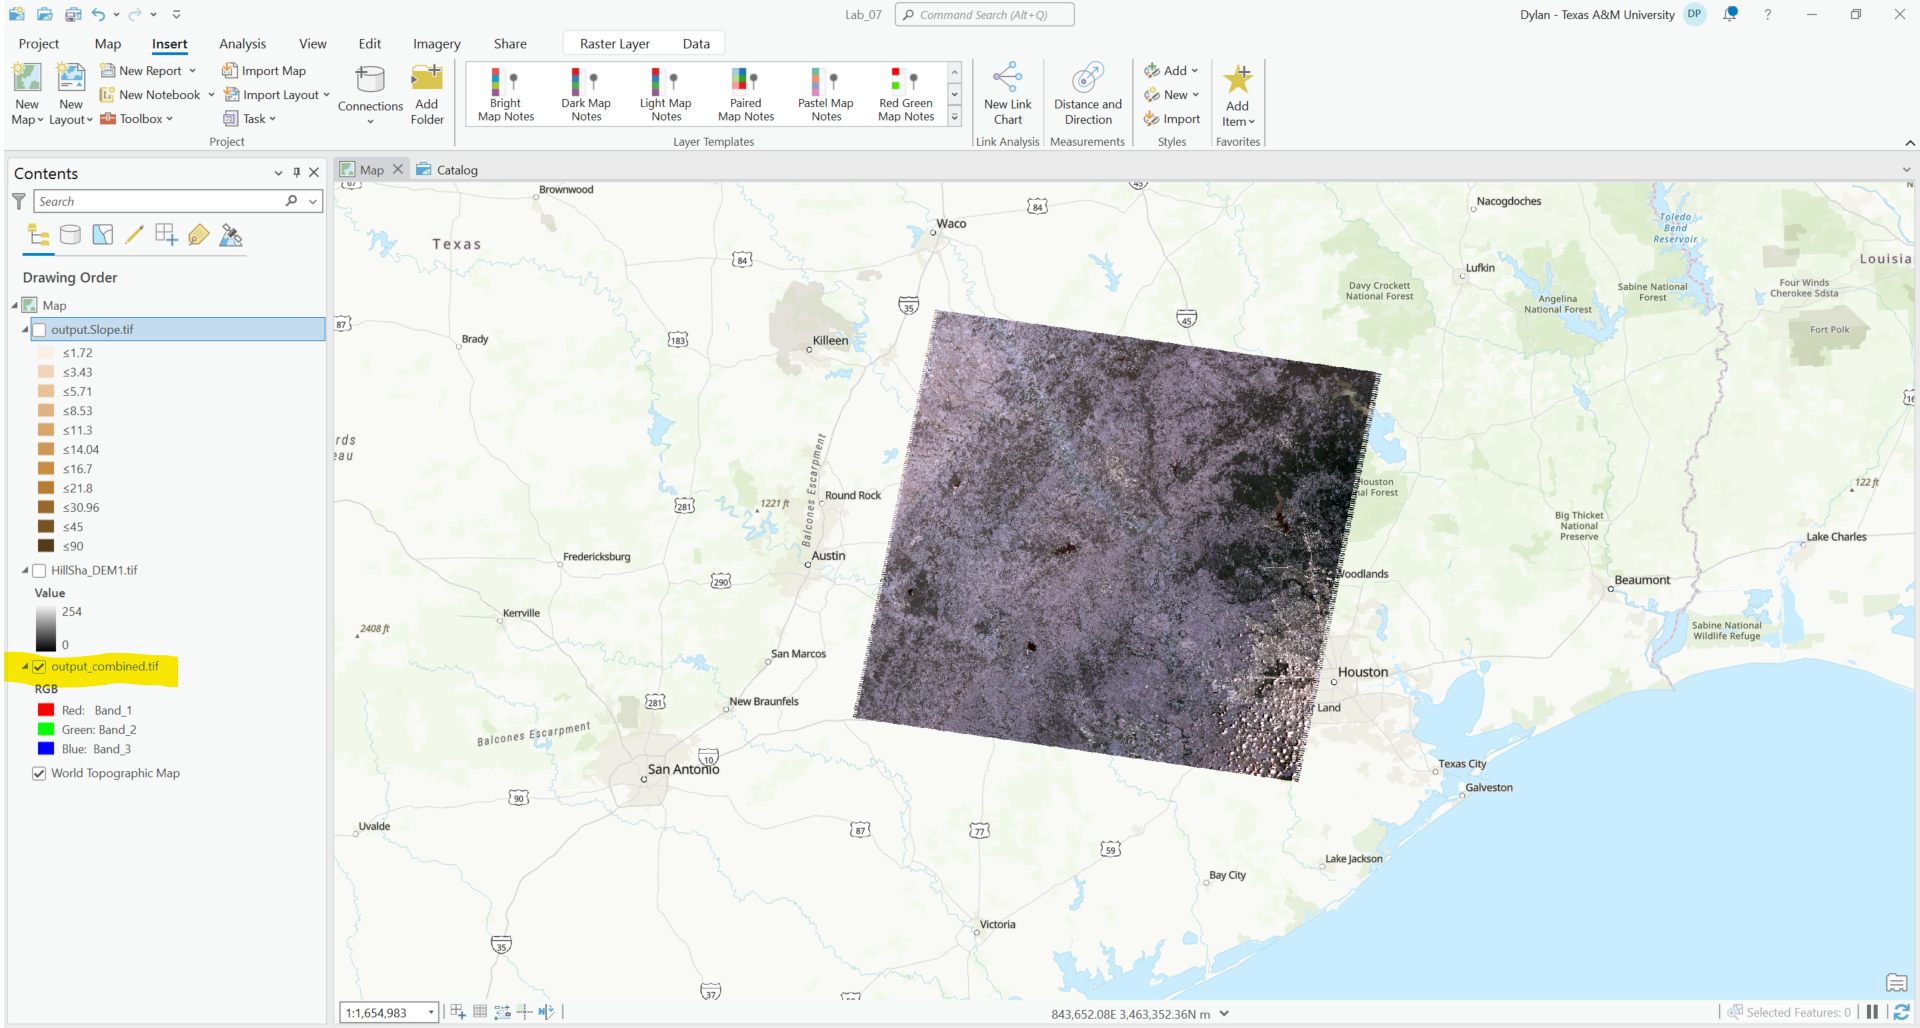 Lab_07
Command Search (Alt+Q)
Dylan - Texas A&M University
DP
?
Project
Map
Insert
Analysis
View
Edit
Imagery
Share
Raster Layer
Data
New Map
New Layout
New Report
New Notebook
Toolbox
Import Map
Import Layout
Task
Connections
Add Folder
Project
Bright Map Notes
Dark Map Notes
Light Map Notes
Paired Map Notes
Pastel Map Notes
Red Green Map Notes
Layer Templates
New Link Chart
Link Analysis
Distance and Direction
Measurements
Add
New
Import
Styles
Add Item
Favorites
Contents
Search
Drawing Order
Map
output.Slope.tif
≤1.72
≤3.43
≤5.71
≤8.53
≤11.3
≤14.04
≤16.7
≤21.8
≤30.96
≤45
≤90
HillSha_DEM1.tif
Value
254
0
output_combined.tif
RGB
Red: Band_1
Green: Band_2
Blue: Band_3
World Topographic Map
Map
Catalog
Brownwood
45
Nacogdoches
84
Waco
Toledo
Bend
Reservoir
Texas
84
Louisia
Lufkin
Davy Crockett
National Forest
Sabine National
Forest
Four Winds
Cherokee Sdsta
Angelina
National Forest
35
45
87
Fort Polk
Brady
183
Killeen
rds
eau
Houston
nal Forest
122 ft
Balcones Escarpment
Round Rock
281
1221 ft
Big Thicket
National
Preserve
Lake Charles
Fredericksburg
Austin
290
Woodlands
Beaumont
Kerrville
2408 ft
Sabine National
Wildlife Refuge
San Marcos
Houston
281
New Braunfels
r Land
Balcones Escarpment
10
San Antonio
Texas City
Galveston
90
Uvalde
87
77
59
Lake Jackson
Bay City
Victoria
35
37
1:1,654,983
843,652.08E 3,463,352.36N m
Selected Features: 0